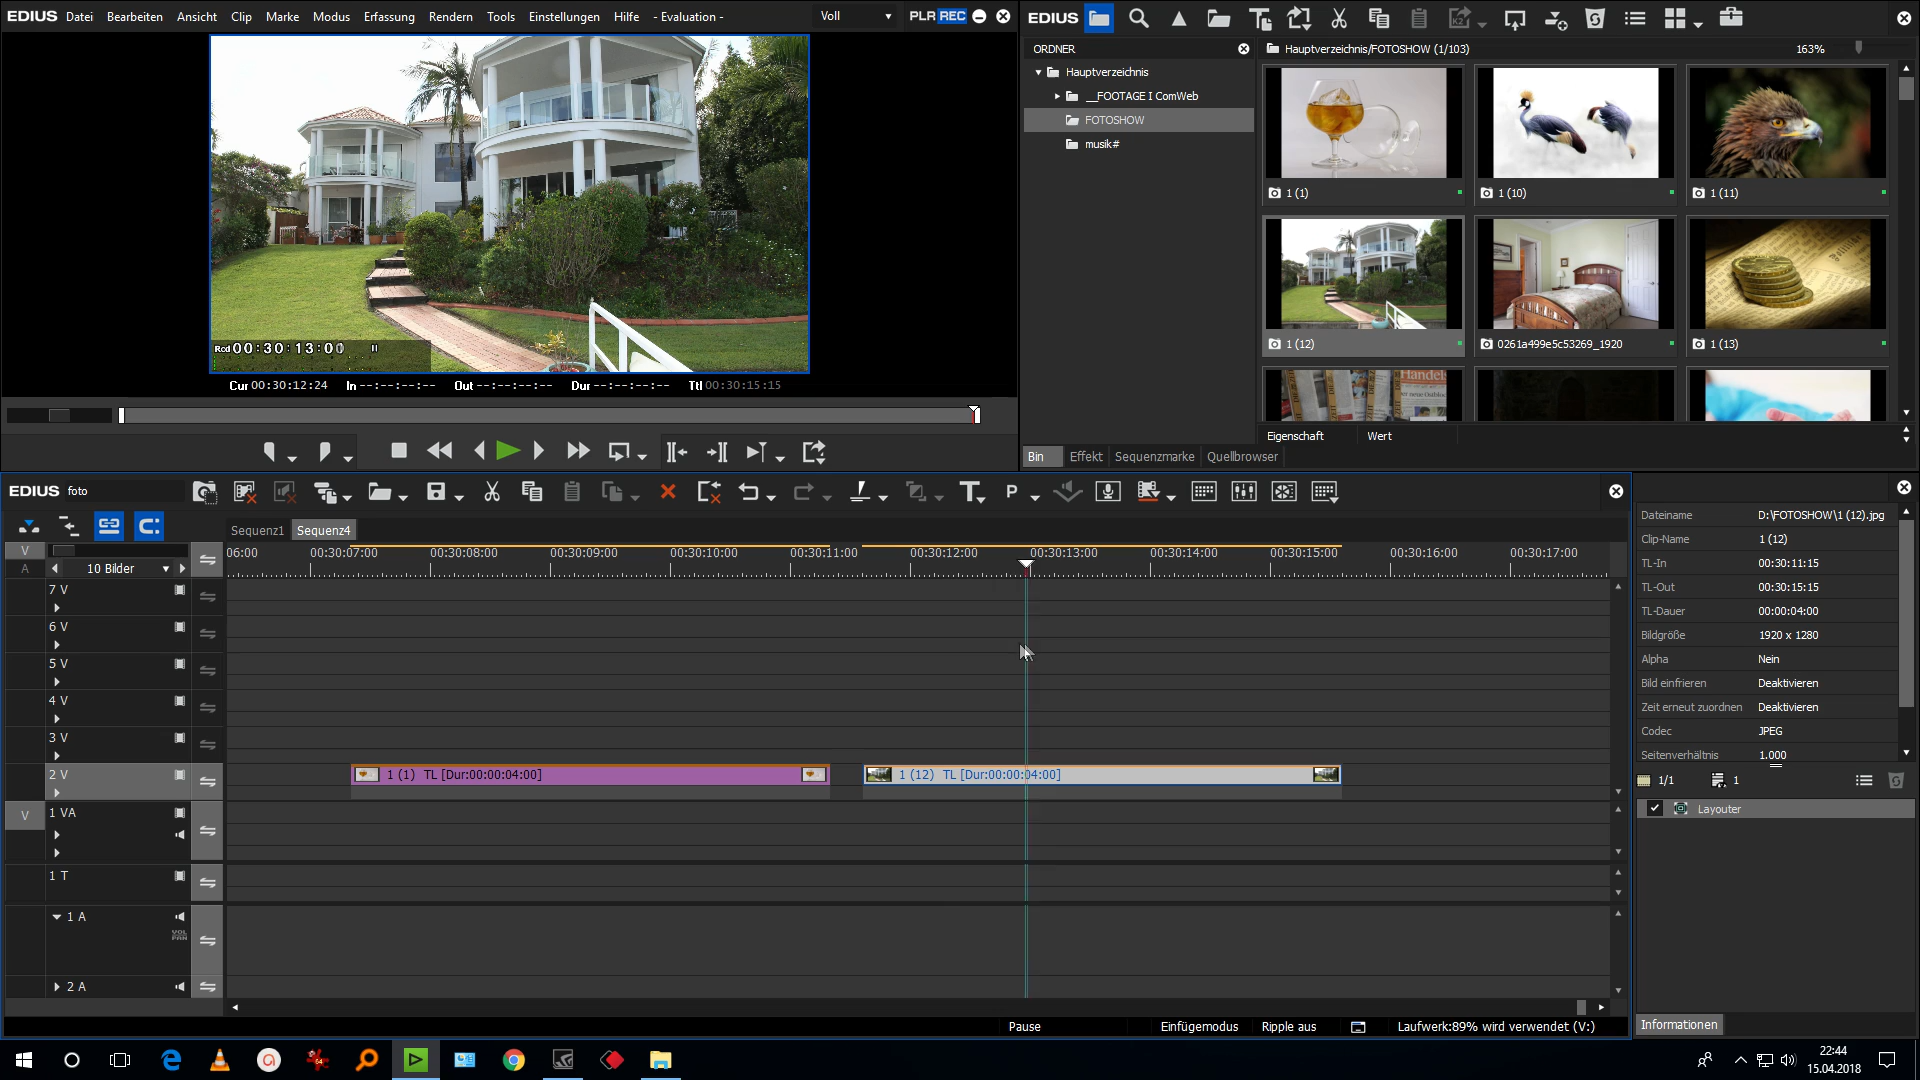 EDIUS Datei Bearbeiten Ansicht Clip Marke Modus Erfassung Rendern Tools Einstellungen Hilfe - Evaluation - Voll PLR REC
Rcd 00:30:13:00
Cur 00:30:12:24 In --:--:--:-- Out --:--:--:-- Dur --:--:--:-- Ttl 00:30:15:15
EDIUS
ORDNER
Hauptverzeichnis/FOTOSHOW (1/103) 163%
Hauptverzeichnis
__FOOTAGE I ComWeb
FOTOSHOW
musik#
1 (1)
1 (10)
1 (11)
1 (12)
0261a499e5c53269_1920
1 (13)
Handel
Eigenschaft Wert
Bin Effekt Sequenzmarke Quellbrowser
EDIUS foto
Sequenz1 Sequenz4
V
A
10 Bilder
06:00 00:30:07:00 00:30:08:00 00:30:09:00 00:30:10:00 00:30:11:00 00:30:12:00 00:30:13:00 00:30:14:00 00:30:15:00 00:30:16:00 00:30:17:00
7 V
6 V
5 V
4 V
3 V
2 V
1 (1) TL [Dur:00:00:04:00]
1 (12) TL [Dur:00:00:04:00]
V
1 VA
1 T
1 A
VOL
PAN
2 A
Pause Einfügemodus Ripple aus Laufwerk:89% wird verwendet (V:)
Dateiname D:\FOTOSHOW\1 (12).jpg
Clip-Name 1 (12)
TL-In 00:30:11:15
TL-Out 00:30:15:15
TL-Dauer 00:00:04:00
Bildgröße 1920 x 1280
Alpha Nein
Bild einfrieren Deaktivieren
Zeit erneut zuordnen Deaktivieren
Codec JPEG
Seitenverhältnis 1.000
1/1 1
Layouter
Informationen
22:44
15.04.2018